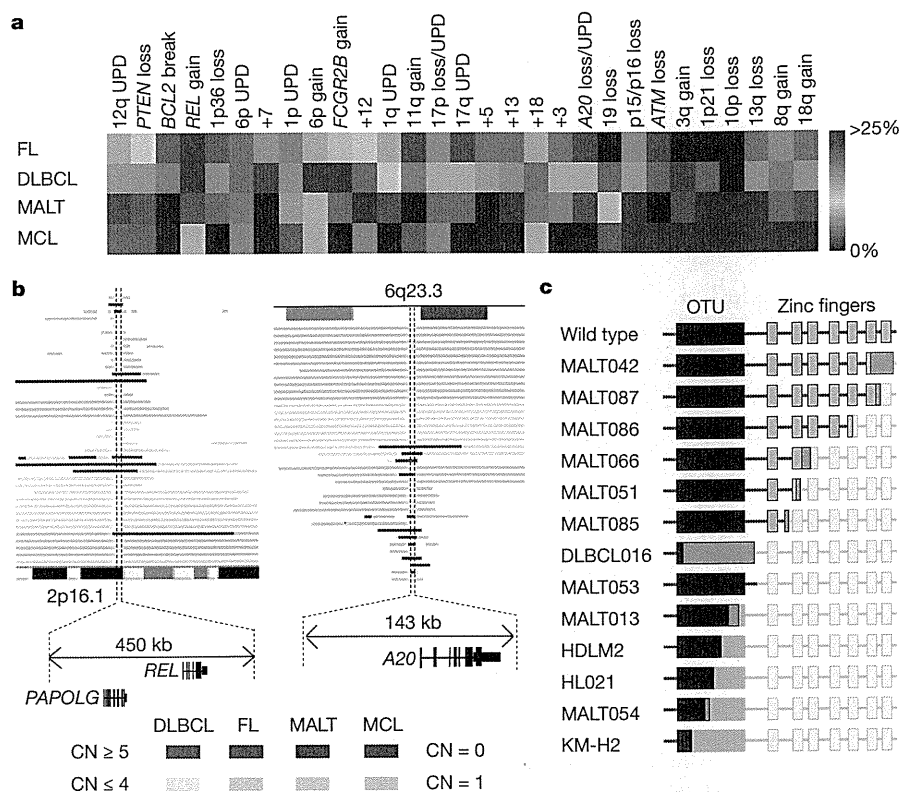 a
12q UPD
PTEN loss
BCL2 break
REL gain
1p36 loss
6p UPD
+7
1p UPD
6p gain
FCGR2B gain
+12
1q UPD
11q gain
17p loss/UPD
17q UPD
+5
+13
+18
+3
A20 loss/UPD
19 loss
p15/p16 loss
ATM loss
3q gain
1p21 loss
10p loss
13q loss
8q gain
18q gain
FL
DLBCL
MALT
MCL
>25%
0%
b
6q23.3
2p16.1
450 kb
REL
PAPOLG
143 kb
A20
DLBCL FL MALT MCL
CN ≥ 5 CN = 0
CN ≤ 4 CN = 1
c
OTU Zinc fingers
Wild type
MALT042
MALT087
MALT086
MALT066
MALT051
MALT085
DLBCL016
MALT053
MALT013
HDLM2
HL021
MALT054
KM-H2